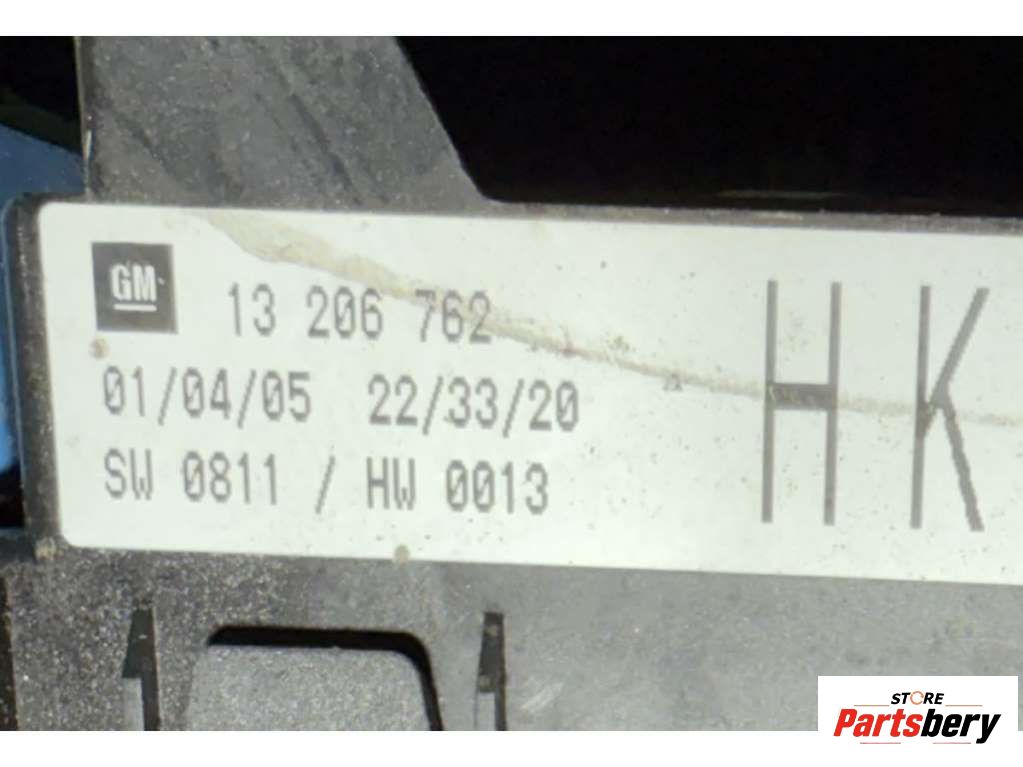 GM 13 206 762
01/04/05 22/33/20
SW 0811 / HW 0013
HK
STORE
Partsbery